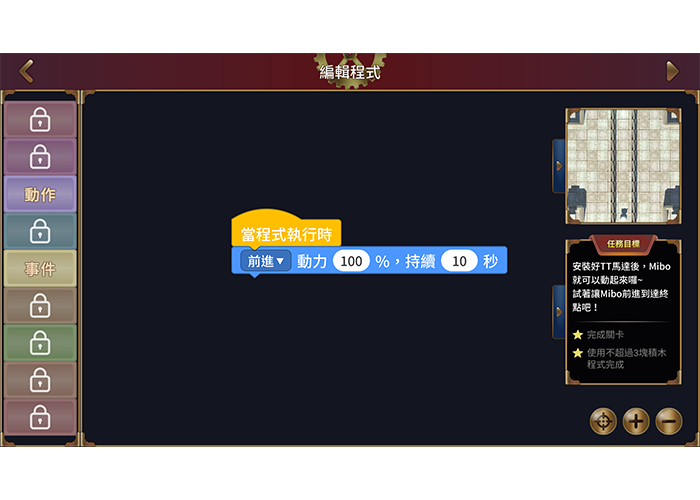 編輯程式
動作
事件
當程式執行時
前進▼ 動力 100 %，持續 10 秒
任務目標
安裝好TT馬達後，Mibo
就可以動起來囉~
試著讓Mibo前進到達終
點吧！
完成關卡
使用不超過3塊積木
程式完成